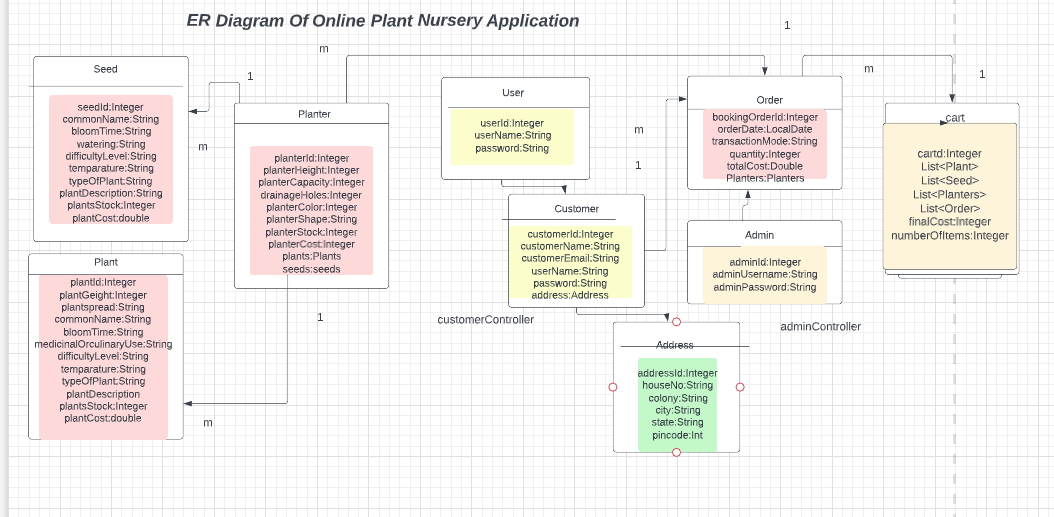 ER Diagram Of Online Plant Nursery Application
1
m
m
1
1
Seed
seedId:Integer
commonName:String
bloomTime:String
watering:String
difficultyLevel:String
temparature:String
typeOfPlant:String
plantDescription:String
plantsStock:Integer
plantCost:double
m
Planter
planterId:Integer
planterHeight:Integer
planterCapacity:Integer
drainageHoles:Integer
planterColor:Integer
planterShape:String
planterStock:Integer
planterCost:Integer
plants:Plants
seeds:seeds
User
userId:Integer
userName:String
password:String
m
1
Order
bookingOrderId:Integer
orderDate:LocalDate
transactionMode:String
quantity:Integer
totalCost:Double
Planters:Planters
cart
cartd:Integer
List<Plant>
List<Seed>
List<Planters>
List<Order>
finalCost:Integer
numberOfItems:Integer
Customer
customerId:Integer
customerName:String
customerEmail:String
userName:String
password:String
address:Address
Admin
adminId:Integer
adminUsername:String
adminPassword:String
Plant
plantId:Integer
plantGeight:Integer
plantspread:String
commonName:String
bloomTime:String
medicinalOrculinaryUse:String
difficultyLevel:String
temparature:String
typeOfPlant:String
plantDescription
plantsStock:Integer
plantCost:double
1
m
customerController
adminController
Address
addressId:Integer
houseNo:String
colony:String
city:String
state:String
pincode:Int